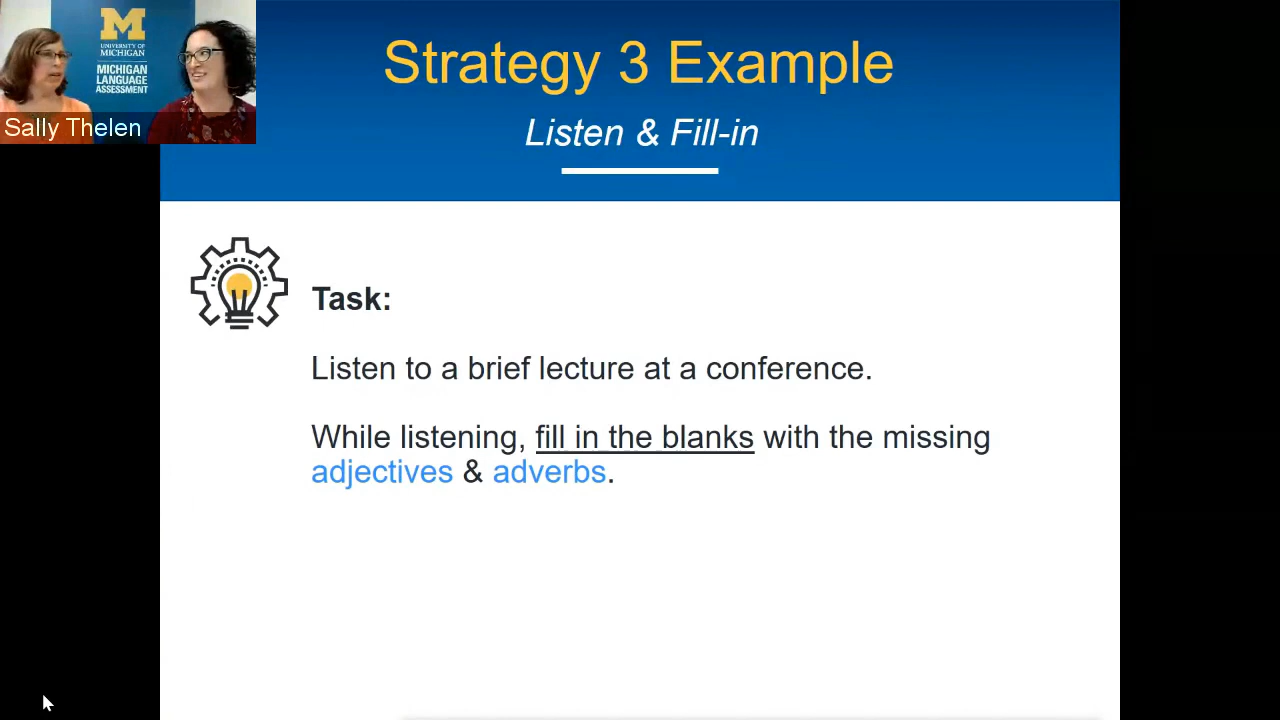 M
UNIVERSITY OF
MICHIGAN
MICHIGAN
LANGUAGE
ASSESSMENT
Sally Thelen
Strategy 3 Example
Listen & Fill-in
Task:
Listen to a brief lecture at a conference.
While listening, fill in the blanks with the missing
adjectives & adverbs.